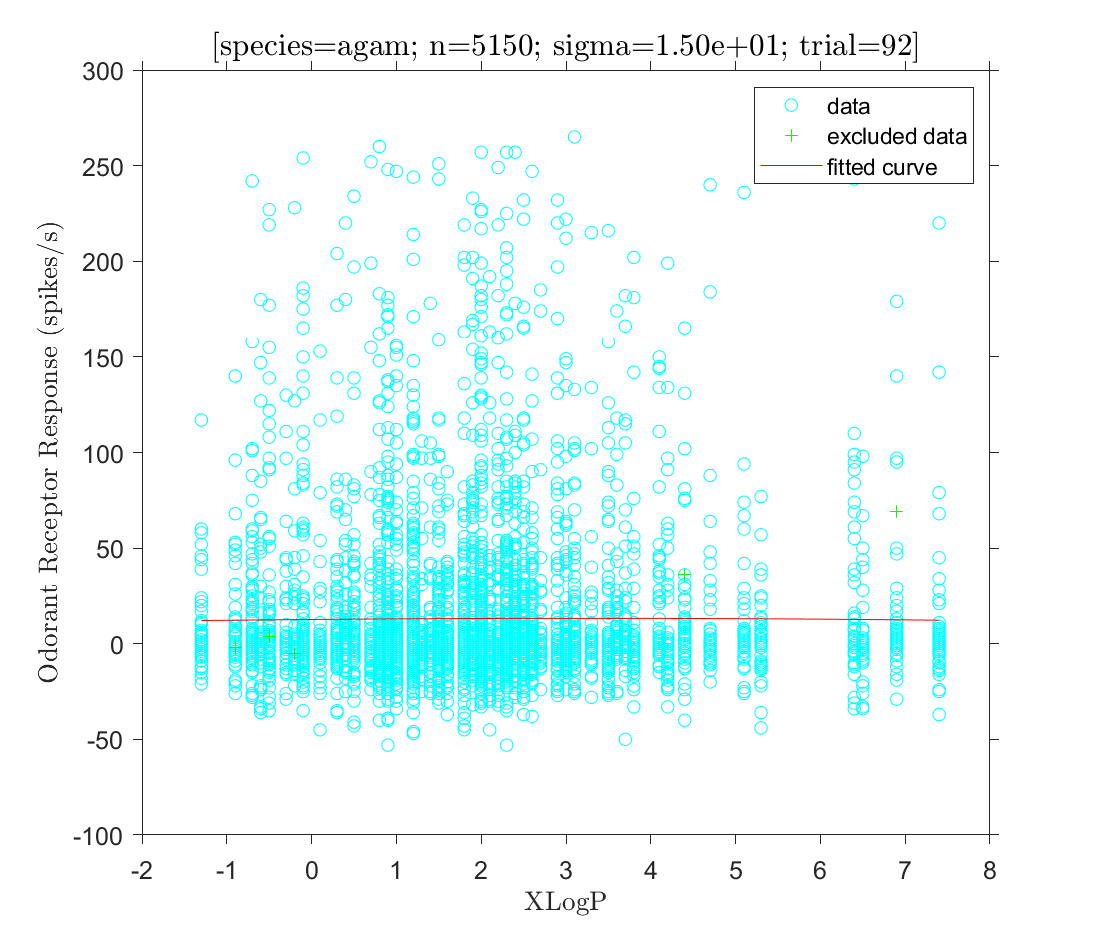 [species=agam; n=5150; sigma=1.50e+01; trial=92]
300
250
200
150
100
50
0
-50
-100
Odorant Receptor Response (spikes/s)
data
excluded data
fitted curve
-2 -1 0 1 2 3 4 5 6 7 8
XLogP